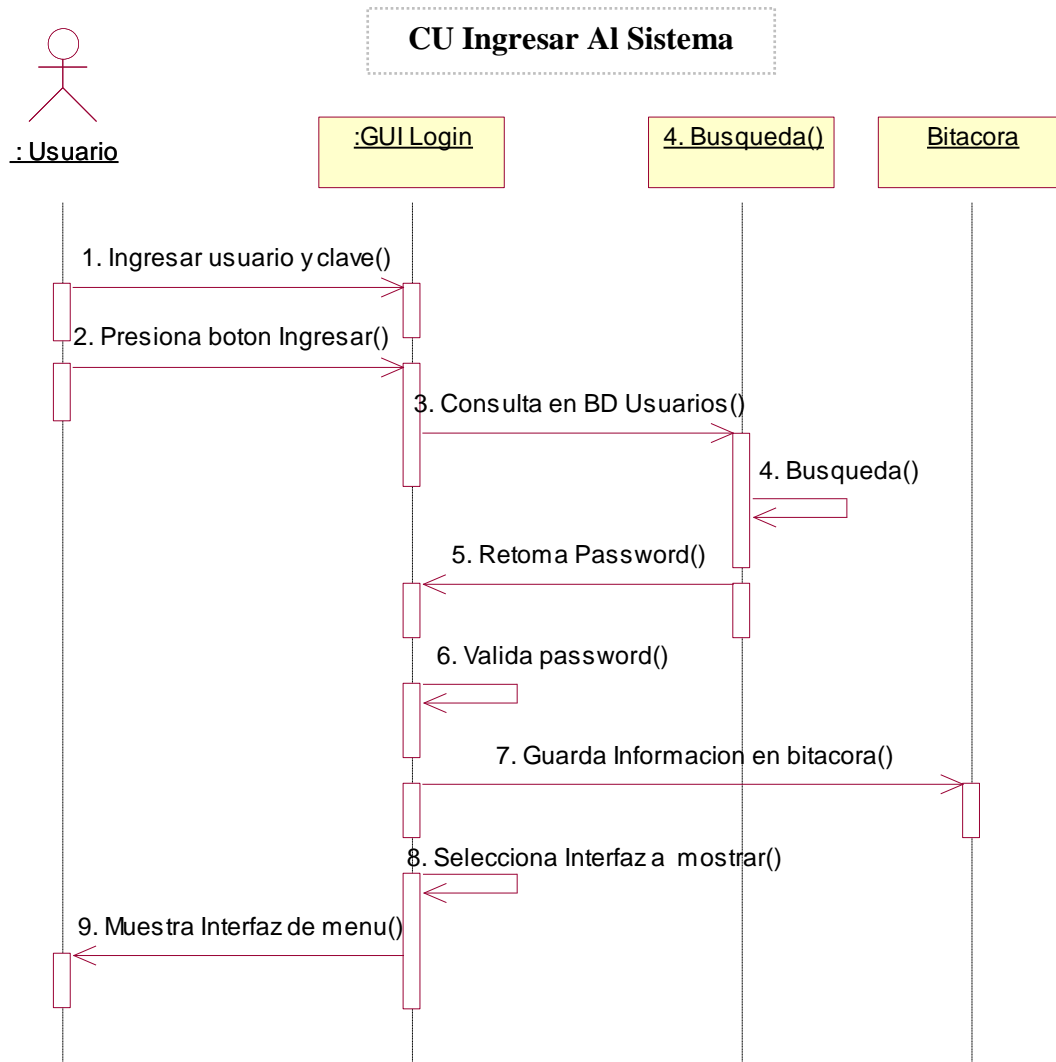 CU Ingresar Al Sistema
: Usuario
:GUI Login
4. Busqueda()
Bitacora
1. Ingresar usuario y clave()
2. Presiona boton Ingresar()
3. Consulta en BD Usuarios()
4. Busqueda()
5. Retorna Password()
6. Valida password()
7. Guarda Informacion en bitacora()
8. Selecciona Interfaz a mostrar()
9. Muestra Interfaz de menu()